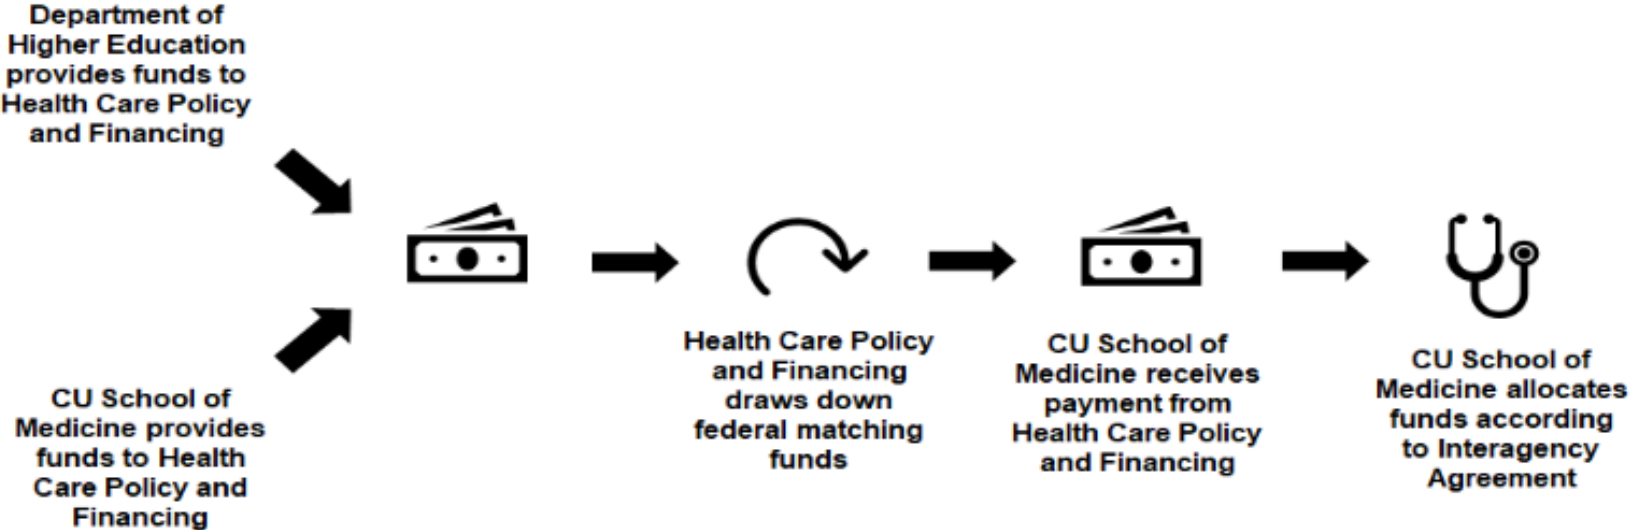 Department of
Higher Education
provides funds to
Health Care Policy
and Financing
CU School of
Medicine provides
funds to Health
Care Policy and
Financing
Health Care Policy
and Financing
draws down
federal matching
funds
CU School of
Medicine receives
payment from
Health Care Policy
and Financing
CU School of
Medicine allocates
funds according
to Interagency
Agreement